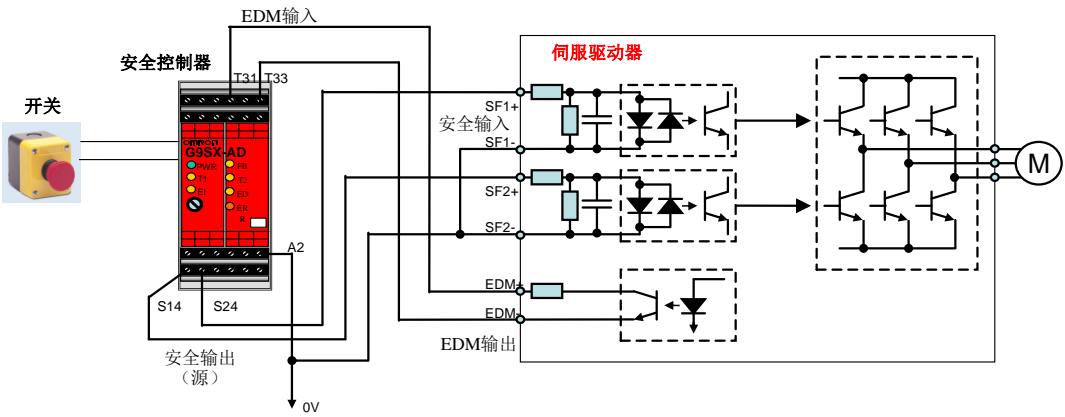 EDM输入
伺服驱动器
安全控制器
T31 T33
开关
SF1+
安全输入
SF1-
omron
G9SX-AD
PWR
FB
T1
T2
EI
ED
ER
R
SF2+
SF2-
M
A2
S14
S24
EDM+
EDM-
EDM输出
安全输出
（源）
0V